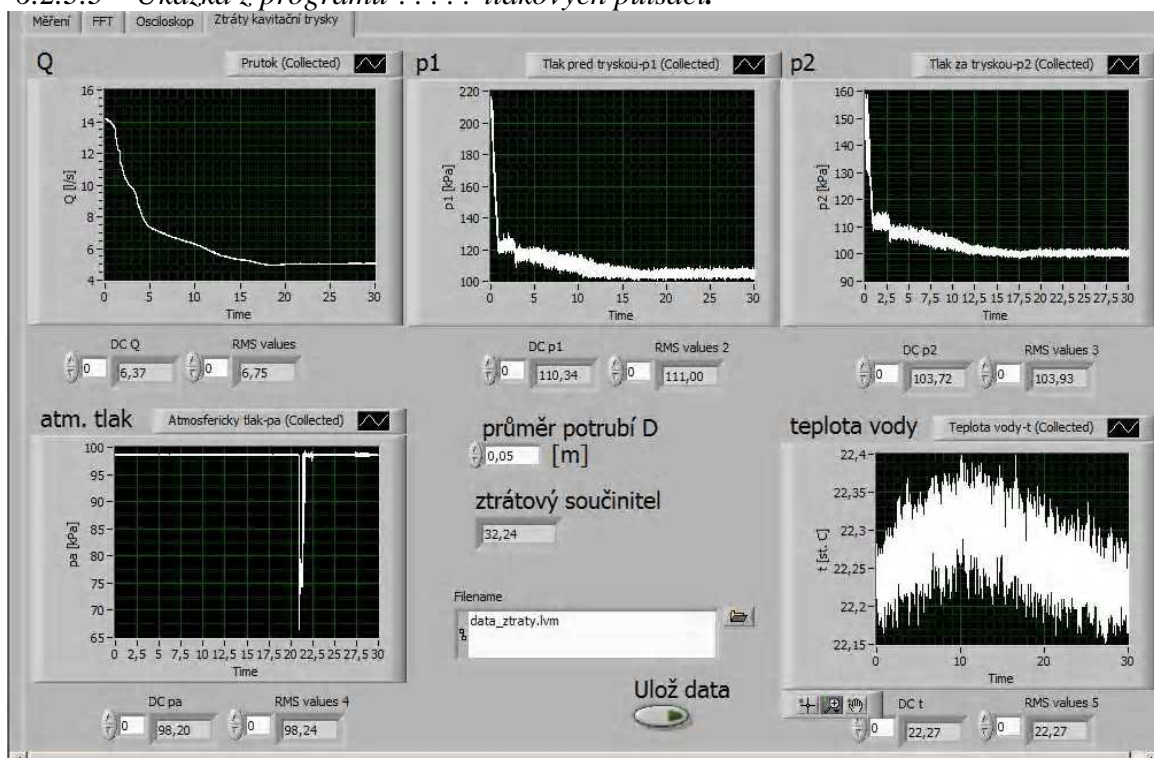 Měření FFT Osciloskop Ztráty kavitační trysky
Q Prutok (Collected)
16
14
12
10
8
6
4
Q [l/s]
0 5 10 15 20 25 30
Time
DC Q RMS values
0 6,37 0 6,75
p1 Tlak pred tryskou-p1 (Collected)
220
200
180
160
140
120
100
p1 [kPa]
0 5 10 15 20 25 30
Time
DC p1 RMS values 2
0 110,34 0 111,00
p2 Tlak za tryskou-p2 (Collected)
160
150
140
130
120
110
100
90
p2 [kPa]
0 2,5 5 7,5 10 12,5 15 17,5 20 22,5 25 27,5 30
Time
DC p2 RMS values 3
0 103,72 0 103,93
atm. tlak Atmosfericky tlak-pa (Collected)
100
95
90
85
80
75
70
65
pa [kPa]
0 2,5 5 7,5 10 12,5 15 17,5 20 22,5 25 27,5 30
Time
DC pa RMS values 4
0 98,20 0 98,24
průměr potrubí D
0,05 [m]
ztrátový součinitel
32,24
Filename
data_ztraty.lvm
Ulož data
teplota vody Teplota vody-t (Collected)
22,4
22,35
22,3
22,25
22,2
22,15
t [st. C]
0 10 20 30
Time
DC t RMS values 5
0 22,27 0 22,27